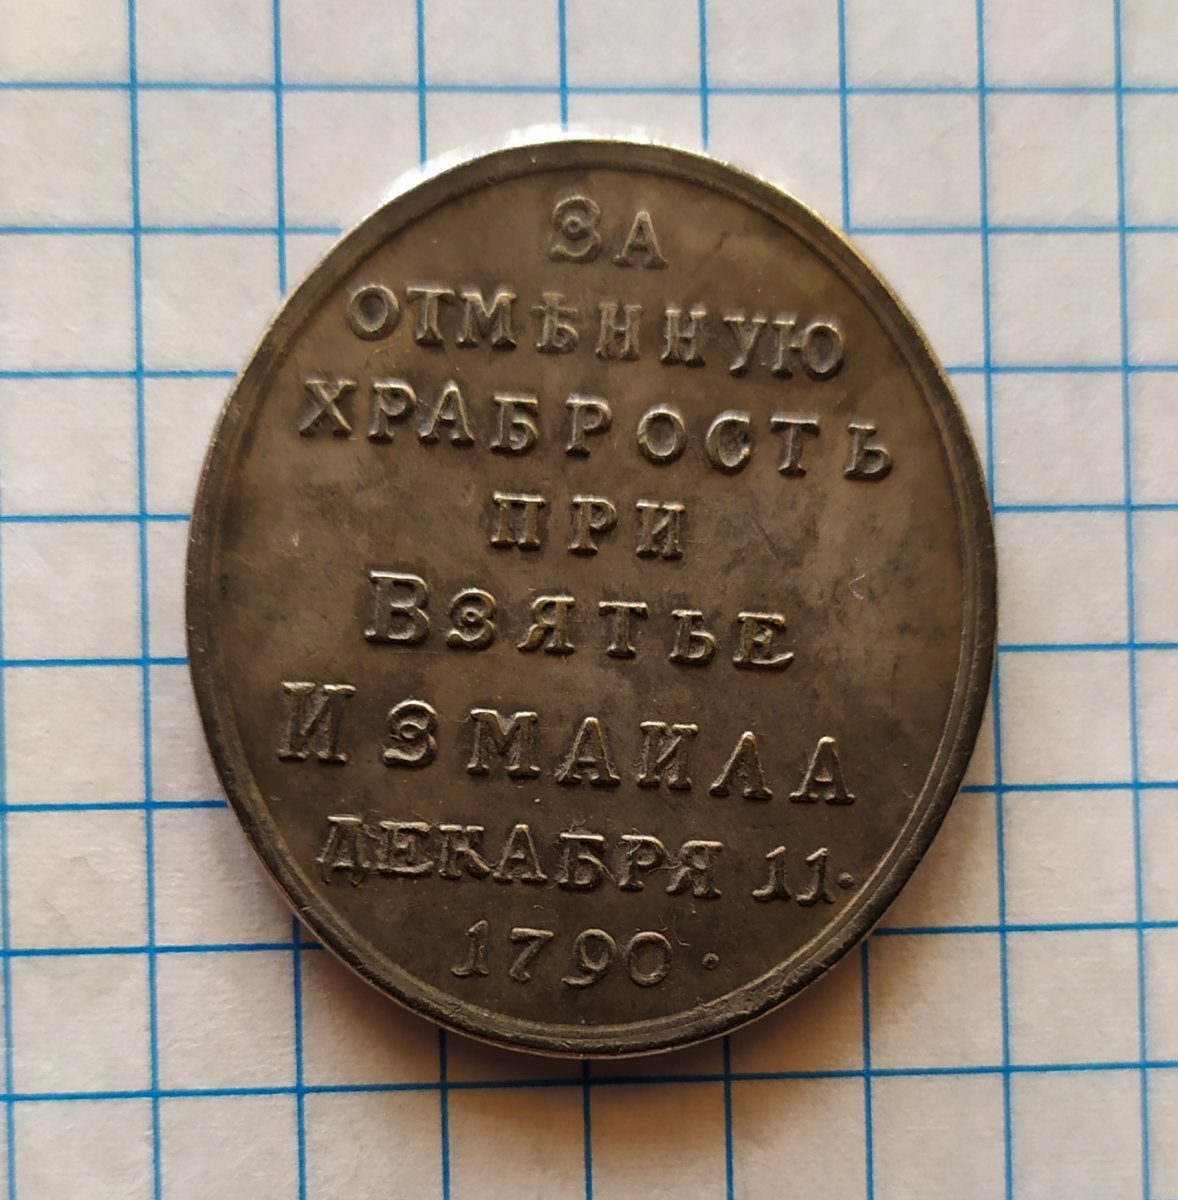 ЗА
ОТМѢННУЮ
ХРАБРОСТЬ
ПРИ
ВЗЯТЬЕ
ИЗМАИЛА
ДЕКАБРЯ 11.
1790.